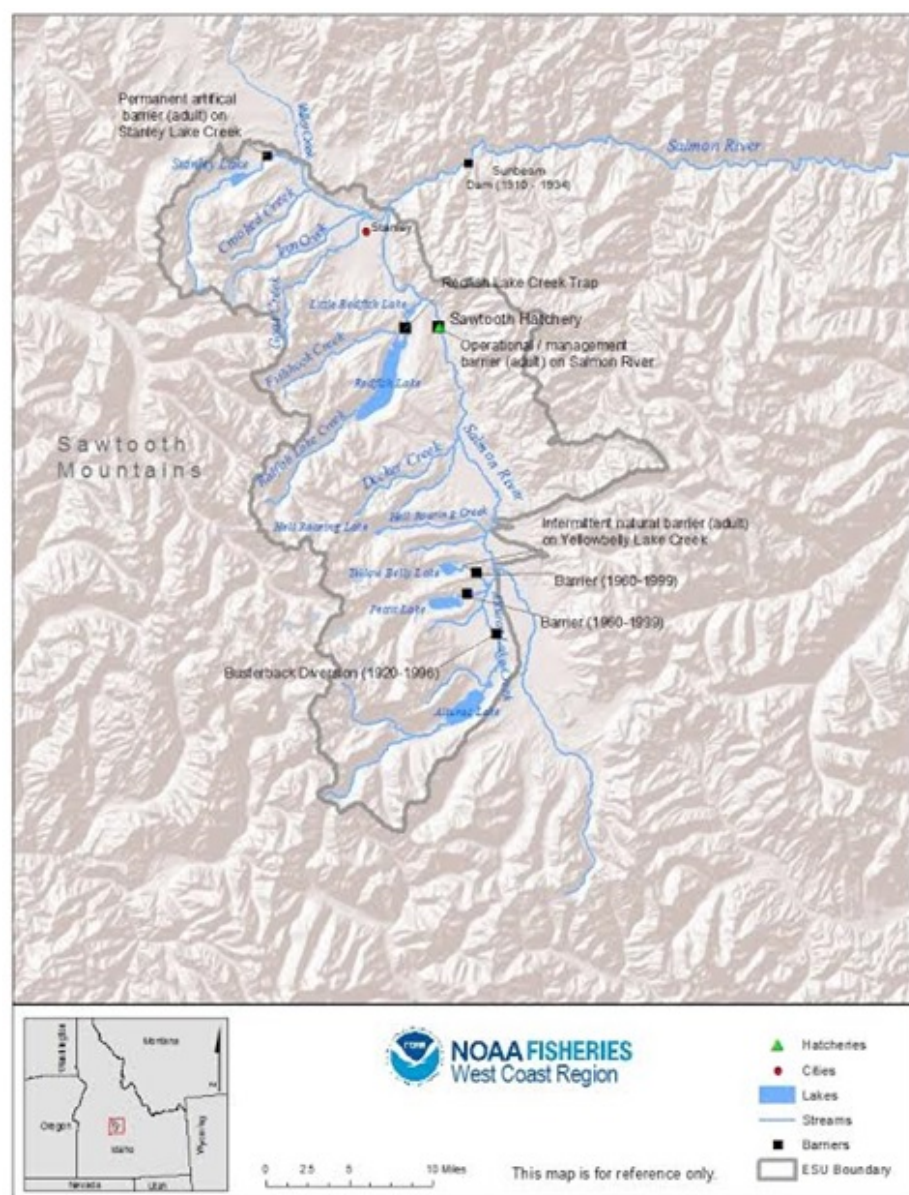 Permanent artifical
barrier (adult) on
Stanley Lake Creek
Valley Creek
Stanley Lake
Salmon River
Sunbeam
Dam (1910 - 1934)
Crooked Creek
Iron Creek
Stanley
Goat Creek
Redfish Lake Creek Trap
Little Redfish Lake
Sawtooth Hatchery
Operational / management
barrier (adult) on Salmon River
Fishhook Creek
Redfish Lake
Sawtooth
Mountains
Redfish Lake Creek
Decker Creek
Salmon River
Hell Roaring Creek
Hell Roaring Lake
Intermittent natural barrier (adult)
on Yellowbelly Lake Creek
Yellow Belly Lake
Barrier (1960-1999)
Pettit Lake
Barrier (1960-1999)
Alturas Lake Creek
Busterback Diversion (1920-1996)
Alturas Lake
Washington
Montana
Oregon
Idaho
Wyoming
Nevada
Utah
N
NOAA
NOAA FISHERIES
West Coast Region
0 2.5 5 10 Miles
This map is for reference only.
Hatcheries
Cities
Lakes
Streams
Barriers
ESU Boundary